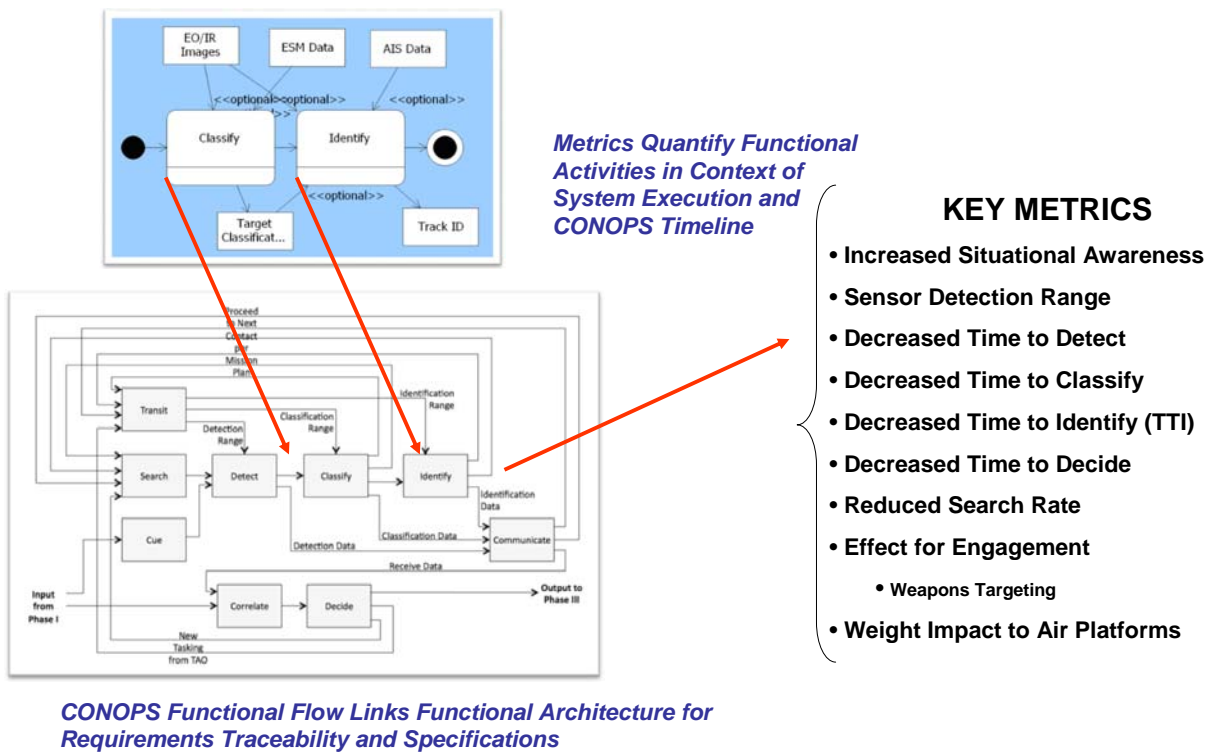 EO/IR
Images
ESM Data
AIS Data
<<optional>>
<<optional>>
<<optional>>
<<optional>>
Classify
Identify
<<optional>>
Target
Classificat...
Track ID
Metrics Quantify Functional
Activities in Context of
System Execution and
CONOPS Timeline
KEY METRICS
• Increased Situational Awareness
• Sensor Detection Range
• Decreased Time to Detect
• Decreased Time to Classify
• Decreased Time to Identify (TTI)
• Decreased Time to Decide
• Reduced Search Rate
• Effect for Engagement
• Weapons Targeting
• Weight Impact to Air Platforms
Proceed
to Next
Contact
per
Mission
Plan
Identification
Range
Transit
Classification
Range
Detection
Range
Search
Detect
Classify
Identify
Identification
Data
Cue
Detection Data
Classification Data
Communicate
Receive Data
Input
from
Phase I
Correlate
Decide
Output to
Phase III
New
Tasking
from TAO
CONOPS Functional Flow Links Functional Architecture for
Requirements Traceability and Specifications